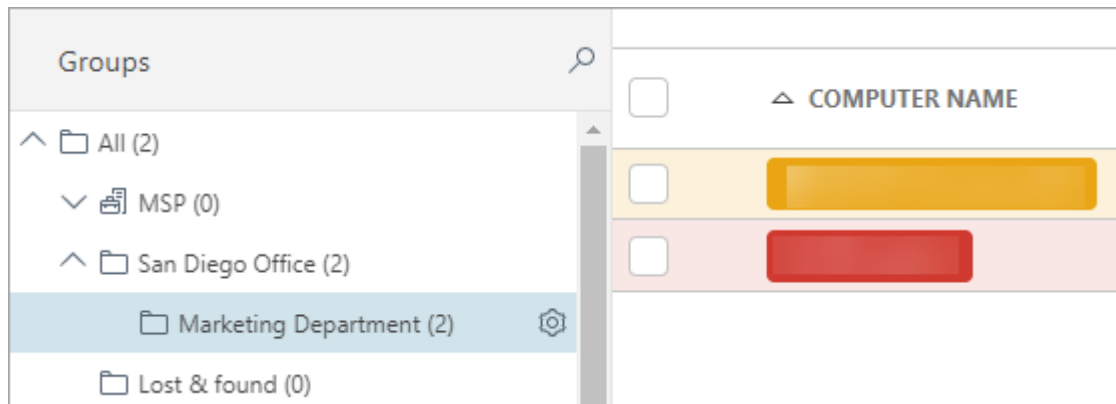 Groups
All (2)
MSP (0)
San Diego Office (2)
Marketing Department (2)
Lost & found (0)
COMPUTER NAME